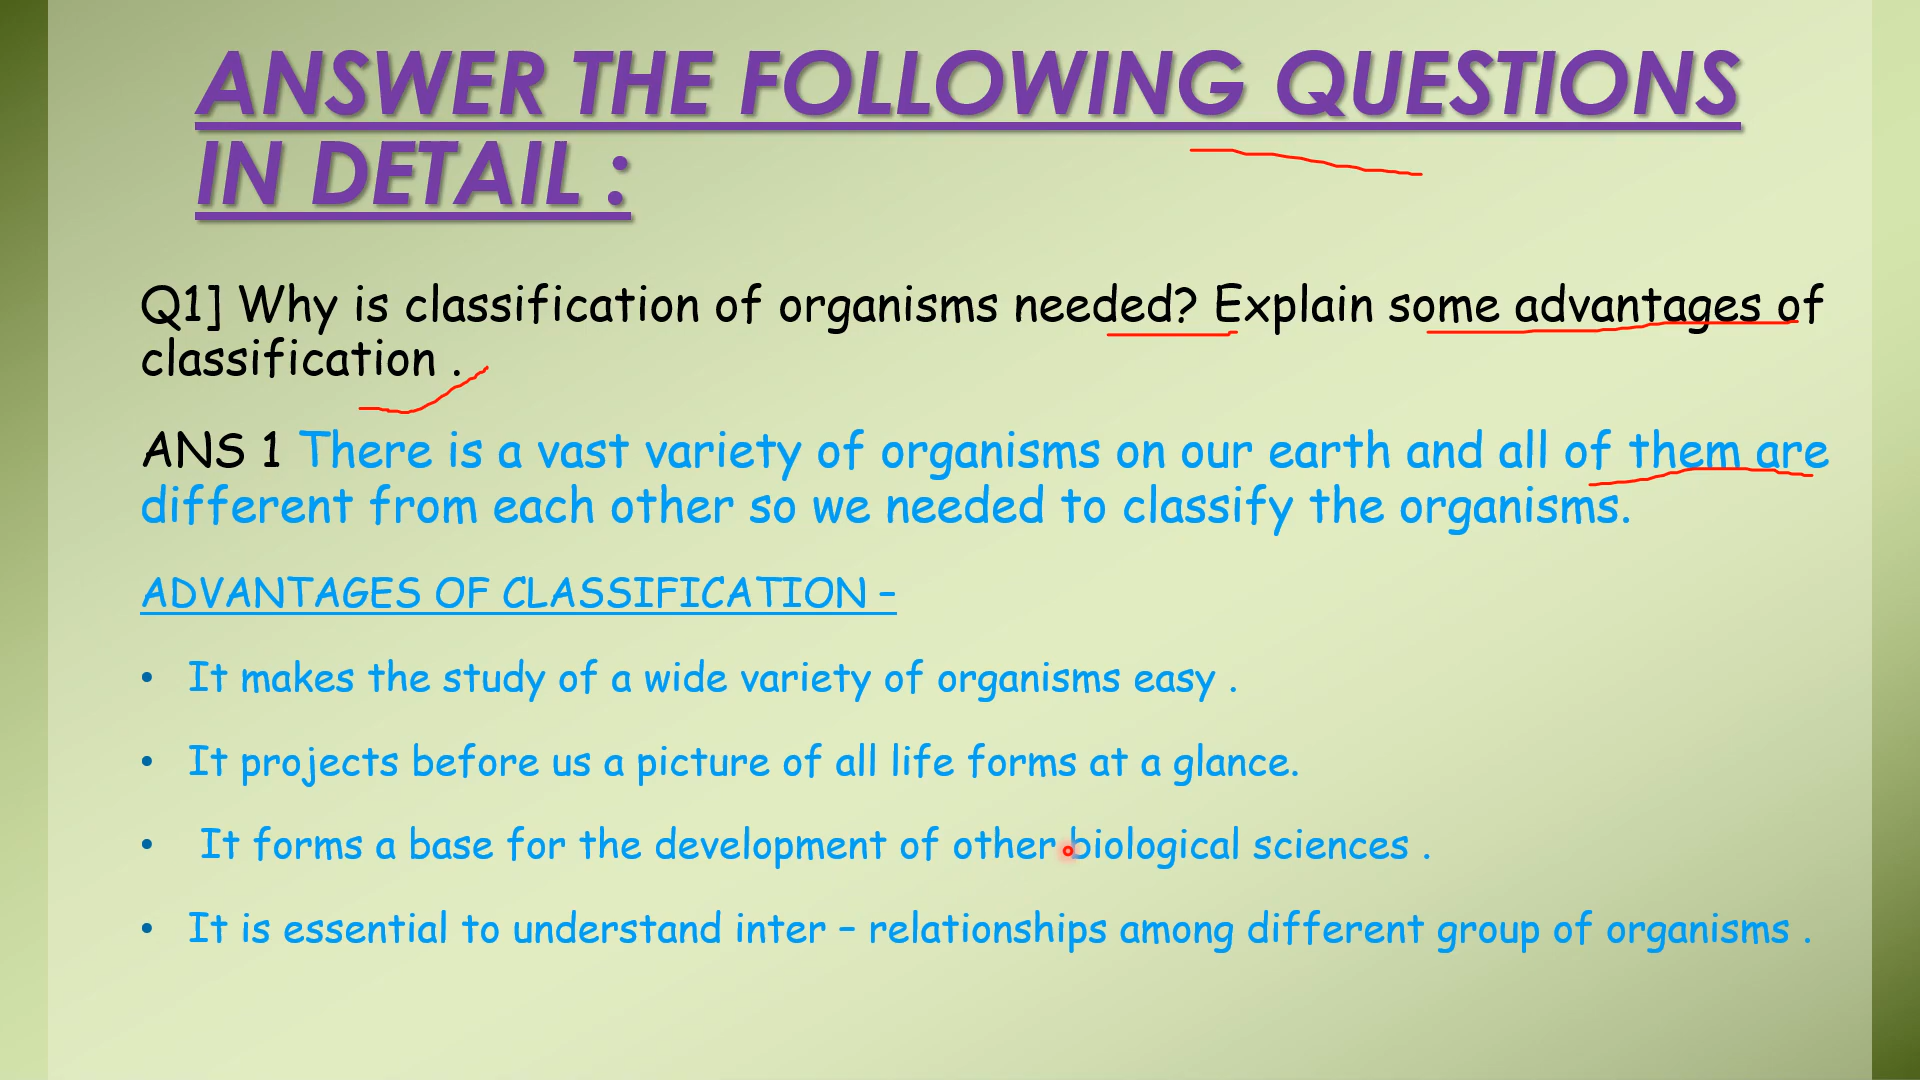 ANSWER THE FOLLOWING QUESTIONS
IN DETAIL :
Q1] Why is classification of organisms needed? Explain some advantages of
classification .
ANS 1 There is a vast variety of organisms on our earth and all of them are
different from each other so we needed to classify the organisms.
ADVANTAGES OF CLASSIFICATION –
• It makes the study of a wide variety of organisms easy .
• It projects before us a picture of all life forms at a glance.
• It forms a base for the development of other biological sciences .
• It is essential to understand inter – relationships among different group of organisms .